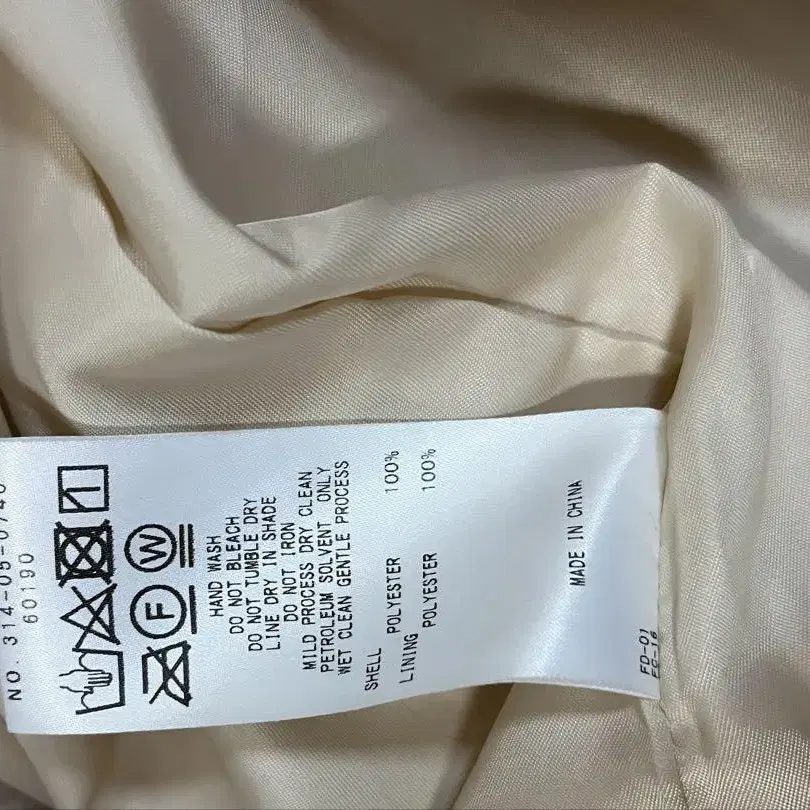 NO. 314-05-0740
60190
W
F
HAND WASH
DO NOT BLEACH
DO NOT TUMBLE DRY
LINE DRY IN SHADE
DO NOT IRON
MILD PROCESS DRY CLEAN
PETROLEUM SOLVENT ONLY
WET CLEAN GENTLE PROCESS
SHELL POLYESTER 100%
LINING POLYESTER 100%
MADE IN CHINA
FD-01
FC-16